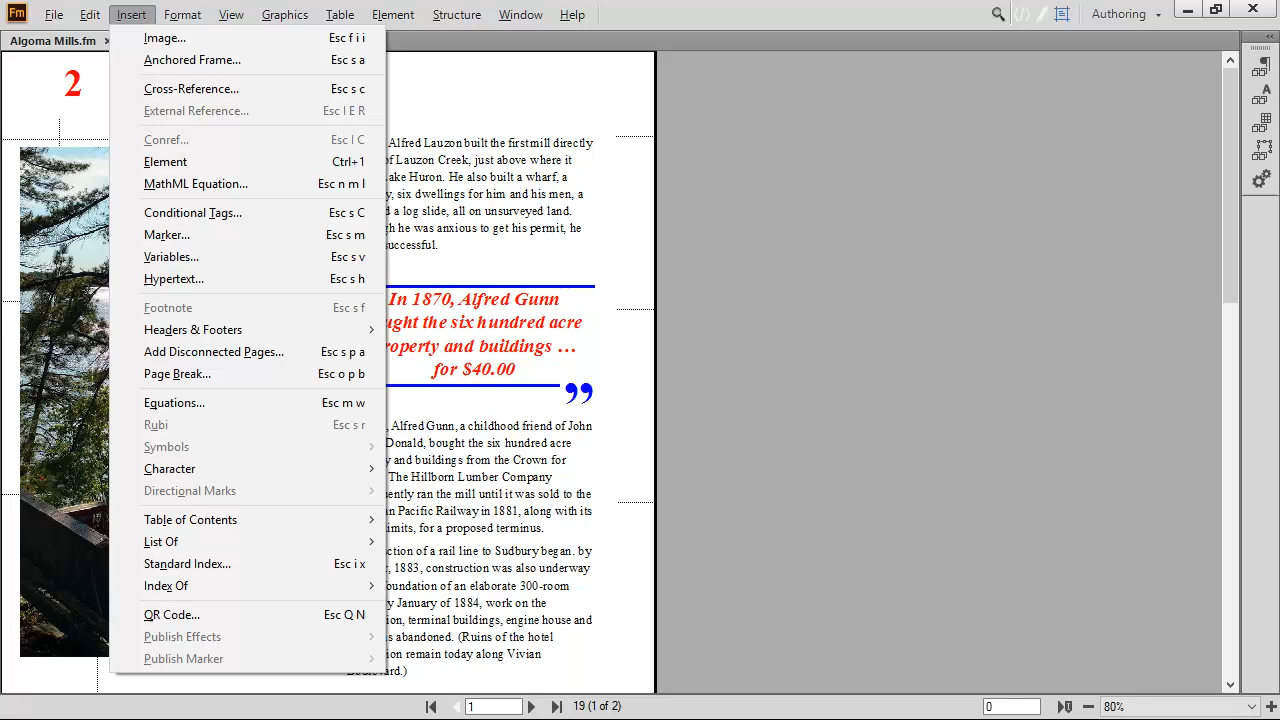 Fm File Edit Insert Format View Graphics Table Element Structure Window Help Authoring
Algoma Mills.fm
Image... Esc f i i
Anchored Frame... Esc s a
Cross-Reference... Esc s c
External Reference... Esc l E R
Conref... Esc l C
Element Ctrl+1
MathML Equation... Esc n m l
Conditional Tags... Esc s C
Marker... Esc s m
Variables... Esc s v
Hypertext... Esc s h
Footnote Esc s f
Headers & Footers
Add Disconnected Pages... Esc s p a
Page Break... Esc o p b
Equations... Esc m w
Rubi Esc s r
Symbols
Character
Directional Marks
Table of Contents
List Of
Standard Index... Esc i x
Index Of
QR Code... Esc Q N
Publish Effects
Publish Marker
2
Alfred Lauzon built the first mill directly
of Lauzon Creek, just above where it
ake Huron. He also built a wharf, a
y, six dwellings for him and his men, a
d a log slide, all on unsurveyed land.
h he was anxious to get his permit, he
successful.
In 1870, Alfred Gunn
ught the six hundred acre
roperty and buildings …
for $40.00
”
, Alfred Gunn, a childhood friend of John
Donald, bought the six hundred acre
y and buildings from the Crown for
The Hillborn Lumber Company
ently ran the mill until it was sold to the
n Pacific Railway in 1881, along with its
imits, for a proposed terminus.
ction of a rail line to Sudbury began. by
, 1883, construction was also underway
oundation of an elaborate 300-room
y January of 1884, work on the
ion, terminal buildings, engine house and
s abandoned. (Ruins of the hotel
ion remain today along Vivian
Boulevard.)
1 19 (1 of 2) 0 80%